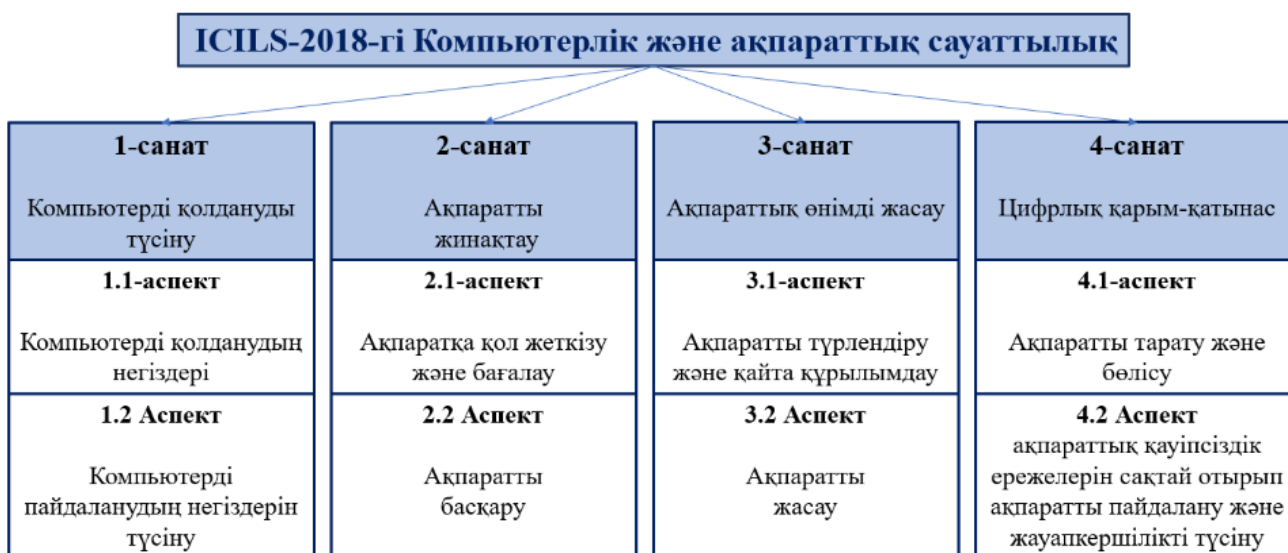 ICILS-2018-гі Компьютерлік және ақпараттық сауаттылық
1-санат
Компьютерді қолдануды
түсіну
1.1-аспект
Компьютерді қолданудың
негіздері
1.2 Аспект
Компьютерді
пайдаланудың негіздерін
түсіну
2-санат
Ақпаратты
жинақтау
2.1-аспект
Ақпаратқа қол жеткізу
және бағалау
2.2 Аспект
Ақпаратты
басқару
3-санат
Ақпараттық өнімді жасау
3.1-аспект
Ақпаратты түрлендіру
және қайта құрылымдау
3.2 Аспект
Ақпаратты
жасау
4-санат
Цифрлық қарым-қатынас
4.1-аспект
Ақпаратты тарату және
бөлісу
4.2 Аспект
ақпараттық қауіпсіздік
ережелерін сақтай отырып
ақпаратты пайдалану және
жауапкершілікті түсіну